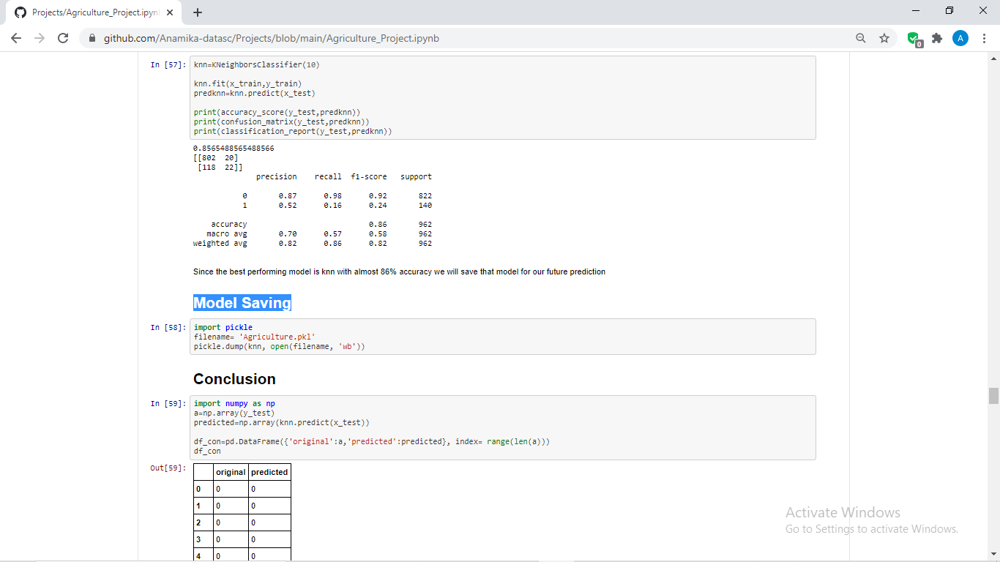 Projects/Agriculture_Project.ipyn
github.com/Anamika-datasc/Projects/blob/main/Agriculture_Project.ipynb
0
A
In [57]: knn=KNeighborsClassifier(10)
knn.fit(x_train,y_train)
predknn=knn.predict(x_test)
print(accuracy_score(y_test,predknn))
print(confusion_matrix(y_test,predknn))
print(classification_report(y_test,predknn))
0.8565488565488566
[[802 20]
[118 22]]
precision recall f1-score support
0 0.87 0.98 0.92 822
1 0.52 0.16 0.24 140
accuracy 0.86 962
macro avg 0.70 0.57 0.58 962
weighted avg 0.82 0.86 0.82 962
Since the best performing model is knn with almost 86% accuracy we will save that model for our future prediction
Model Saving
In [58]: import pickle
filename= 'Agriculture.pkl'
pickle.dump(knn, open(filename, 'wb'))
Conclusion
In [59]: import numpy as np
a=np.array(y_test)
predicted=np.array(knn.predict(x_test))
df_con=pd.DataFrame({'original':a,'predicted':predicted}, index= range(len(a)))
df_con
Out[59]:
original predicted
0 0 0
1 0 0
2 0 0
3 0 0
4 0 0
Activate Windows
Go to Settings to activate Windows.